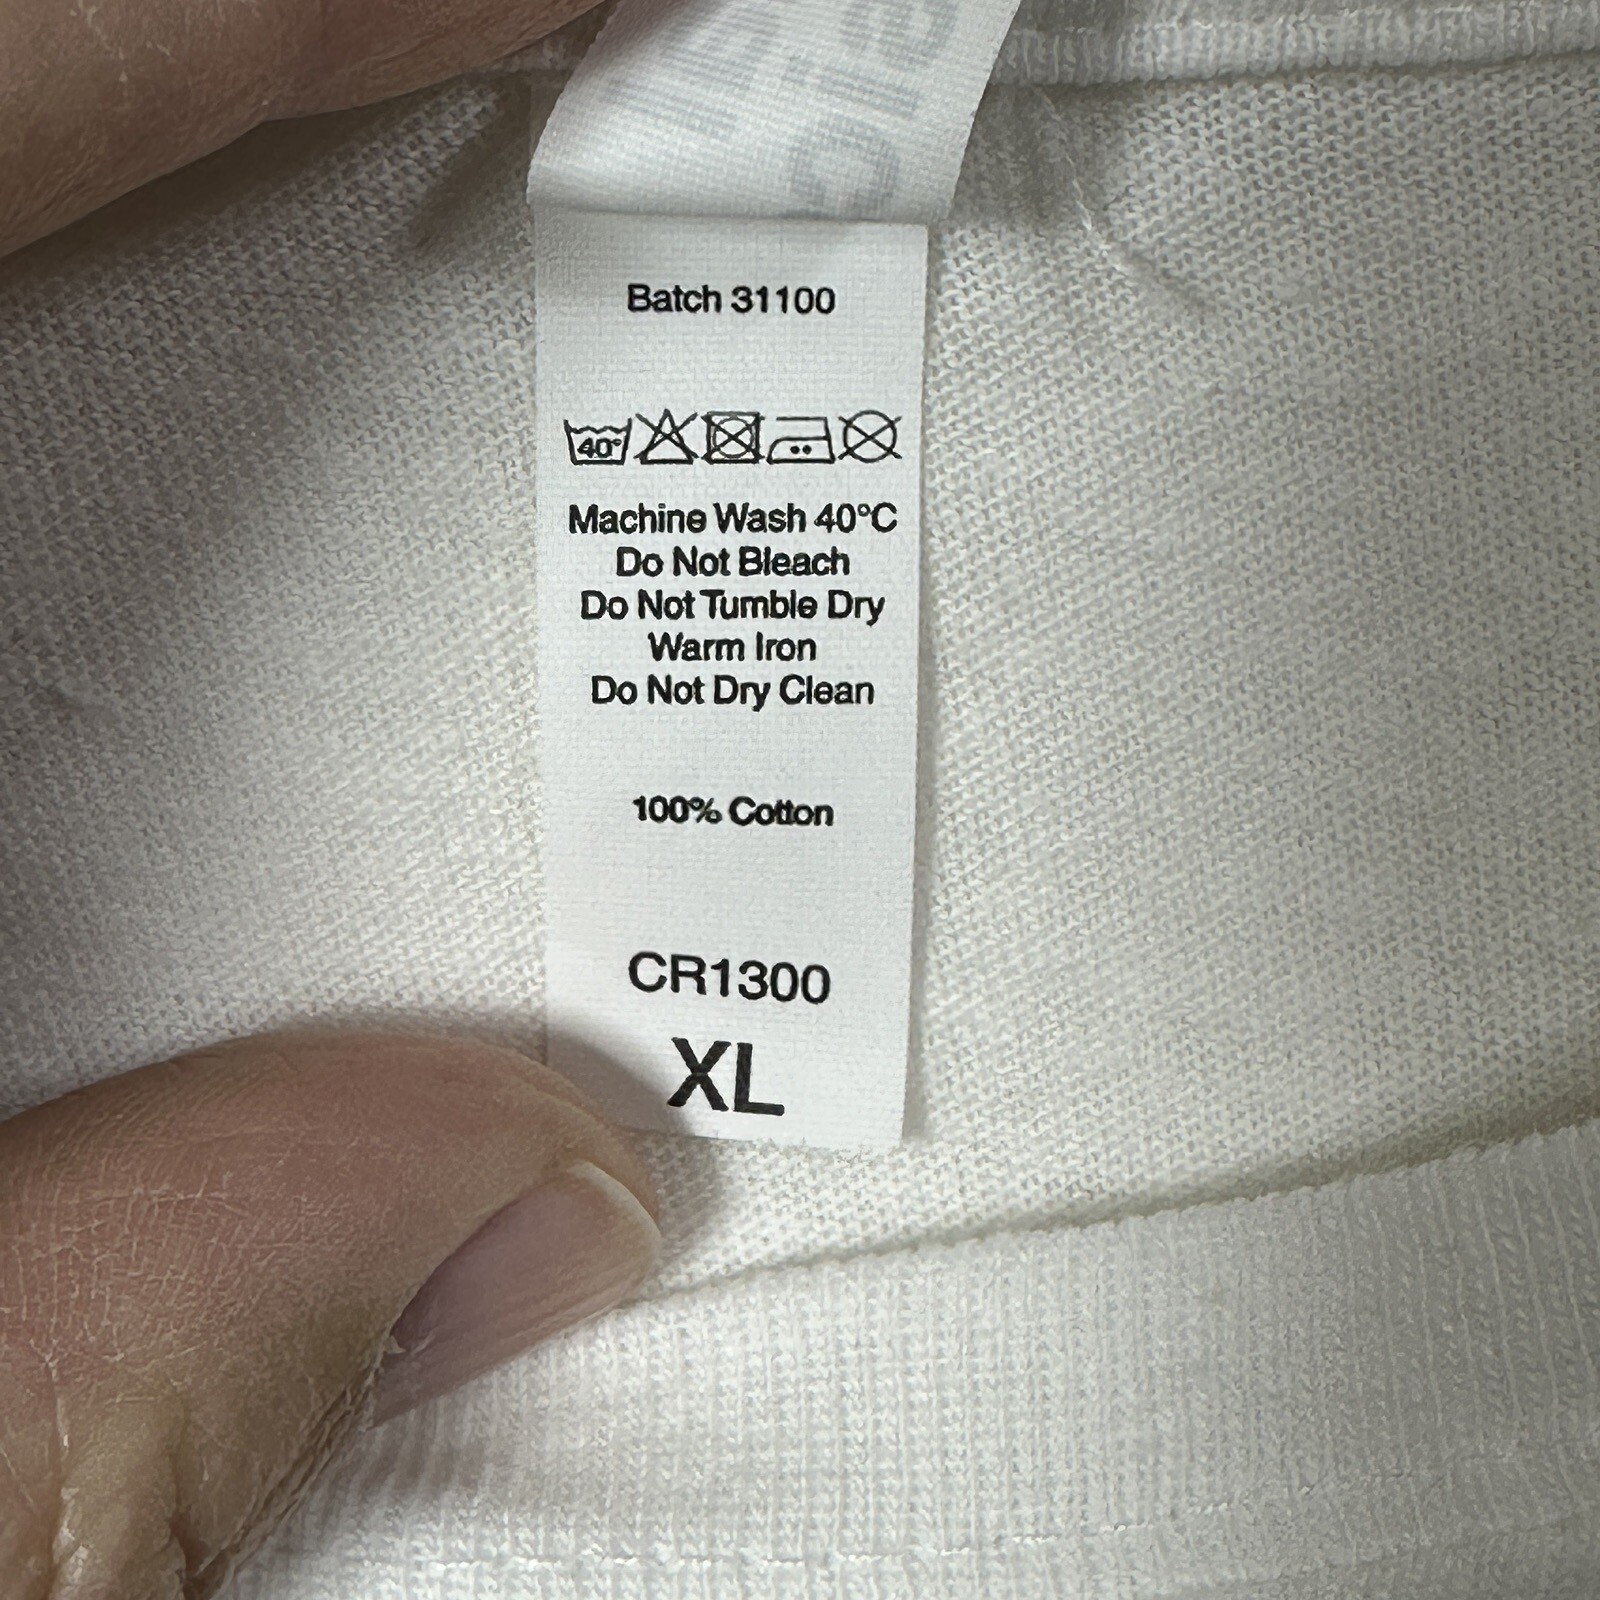 Batch 31100
40°
Machine Wash 40°C
Do Not Bleach
Do Not Tumble Dry
Warm Iron
Do Not Dry Clean
100% Cotton
CR1300
XL